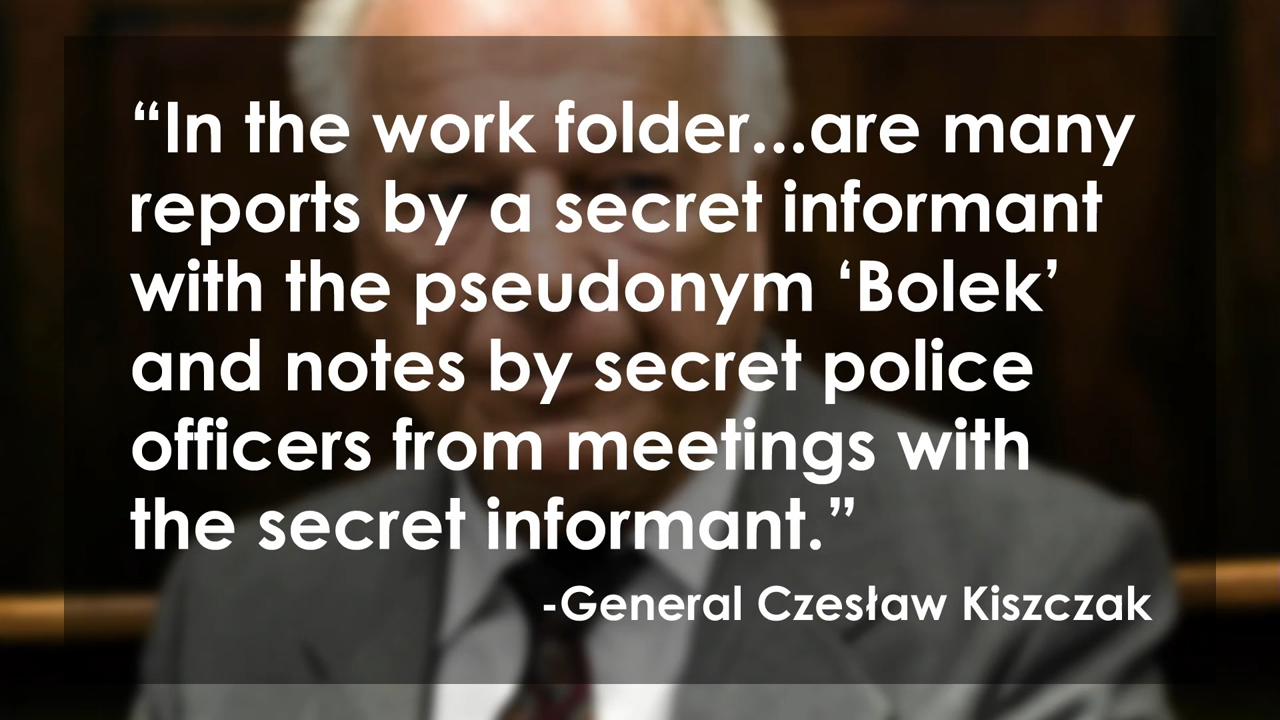 “In the work folder...are many
reports by a secret informant
with the pseudonym ‘Bolek’
and notes by secret police
officers from meetings with
the secret informant.”
-General Czesław Kiszczak